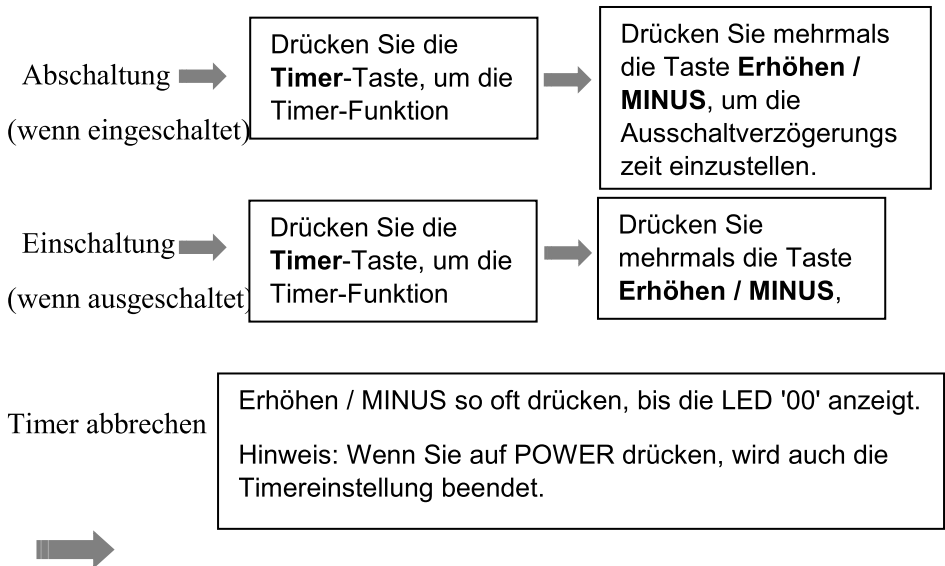 Abschaltung
(wenn eingeschaltet)
Drücken Sie die
Timer-Taste, um die
Timer-Funktion
Drücken Sie mehrmals
die Taste Erhöhen /
MINUS, um die
Ausschaltverzögerungs
zeit einzustellen.
Einschaltung
(wenn ausgeschaltet)
Drücken Sie die
Timer-Taste, um die
Timer-Funktion
Drücken Sie
mehrmals die Taste
Erhöhen / MINUS,
Timer abbrechen
Erhöhen / MINUS so oft drücken, bis die LED '00' anzeigt.
Hinweis: Wenn Sie auf POWER drücken, wird auch die
Timereinstellung beendet.